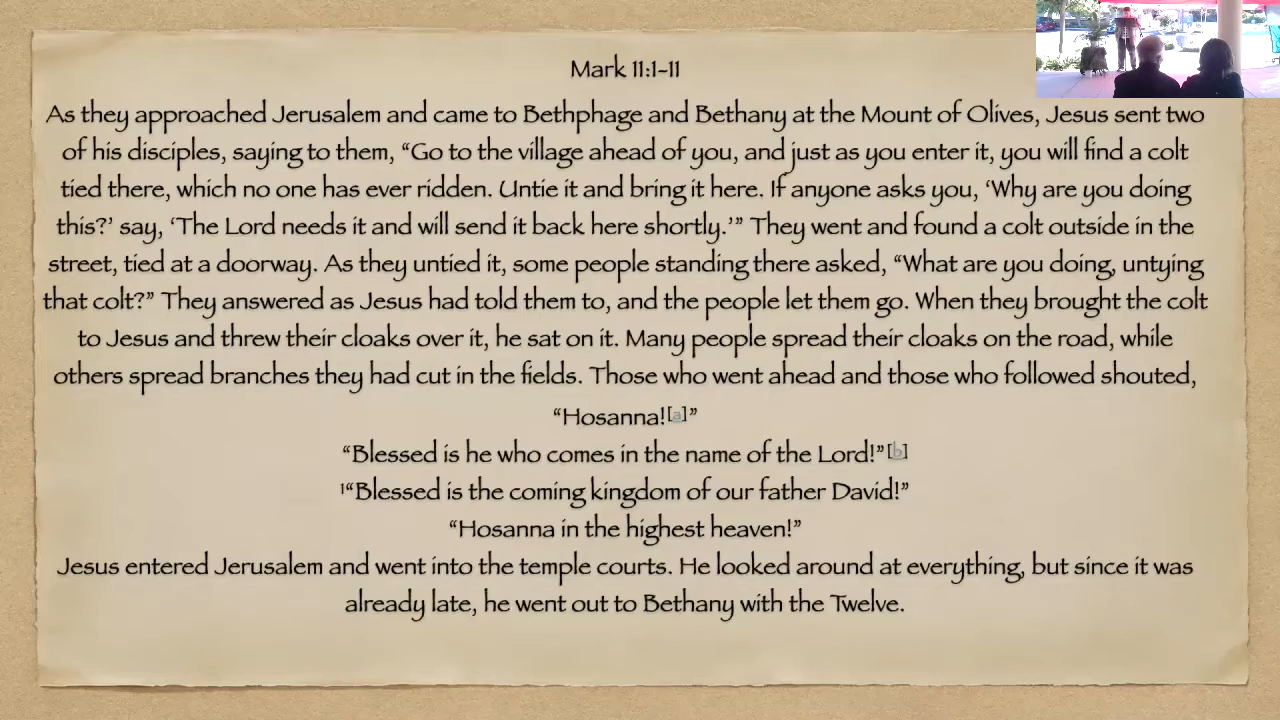 Mark 11:1-11
As they approached Jerusalem and came to Bethphage and Bethany at the Mount of Olives, Jesus sent two
of his disciples, saying to them, “Go to the village ahead of you, and just as you enter it, you will find a colt
tied there, which no one has ever ridden. Untie it and bring it here. If anyone asks you, ‘Why are you doing
this?’ say, ‘The Lord needs it and will send it back here shortly.’” They went and found a colt outside in the
street, tied at a doorway. As they untied it, some people standing there asked, “What are you doing, untying
that colt?” They answered as Jesus had told them to, and the people let them go. When they brought the colt
to Jesus and threw their cloaks over it, he sat on it. Many people spread their cloaks on the road, while
others spread branches they had cut in the fields. Those who went ahead and those who followed shouted,
“Hosanna![a]”
“Blessed is he who comes in the name of the Lord!”[b]
1“Blessed is the coming kingdom of our father David!”
“Hosanna in the highest heaven!”
Jesus entered Jerusalem and went into the temple courts. He looked around at everything, but since it was
already late, he went out to Bethany with the Twelve.